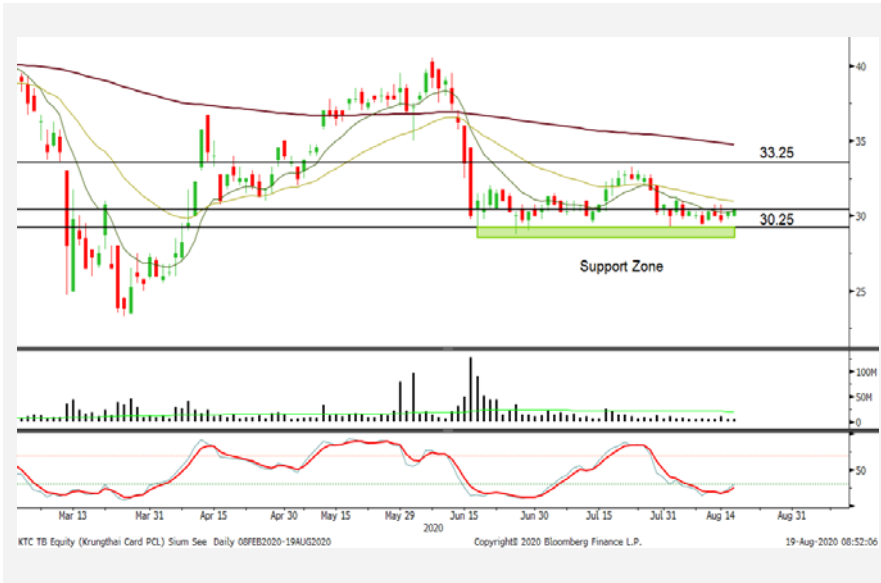 40
35
33.25
30
30.25
Support Zone
25
100M
50M
0
50
Mar 13 Mar 31 Apr 15 Apr 30 May 15 May 29 Jun 15 Jun 30 Jul 15 Jul 31 Aug 14 Aug 31
2020
KTC TB Equity (Krungthai Card PCL) Sium See Daily 08FEB2020-19AUG2020 Copyright© 2020 Bloomberg Finance L.P. 19-Aug-2020 08:52:06